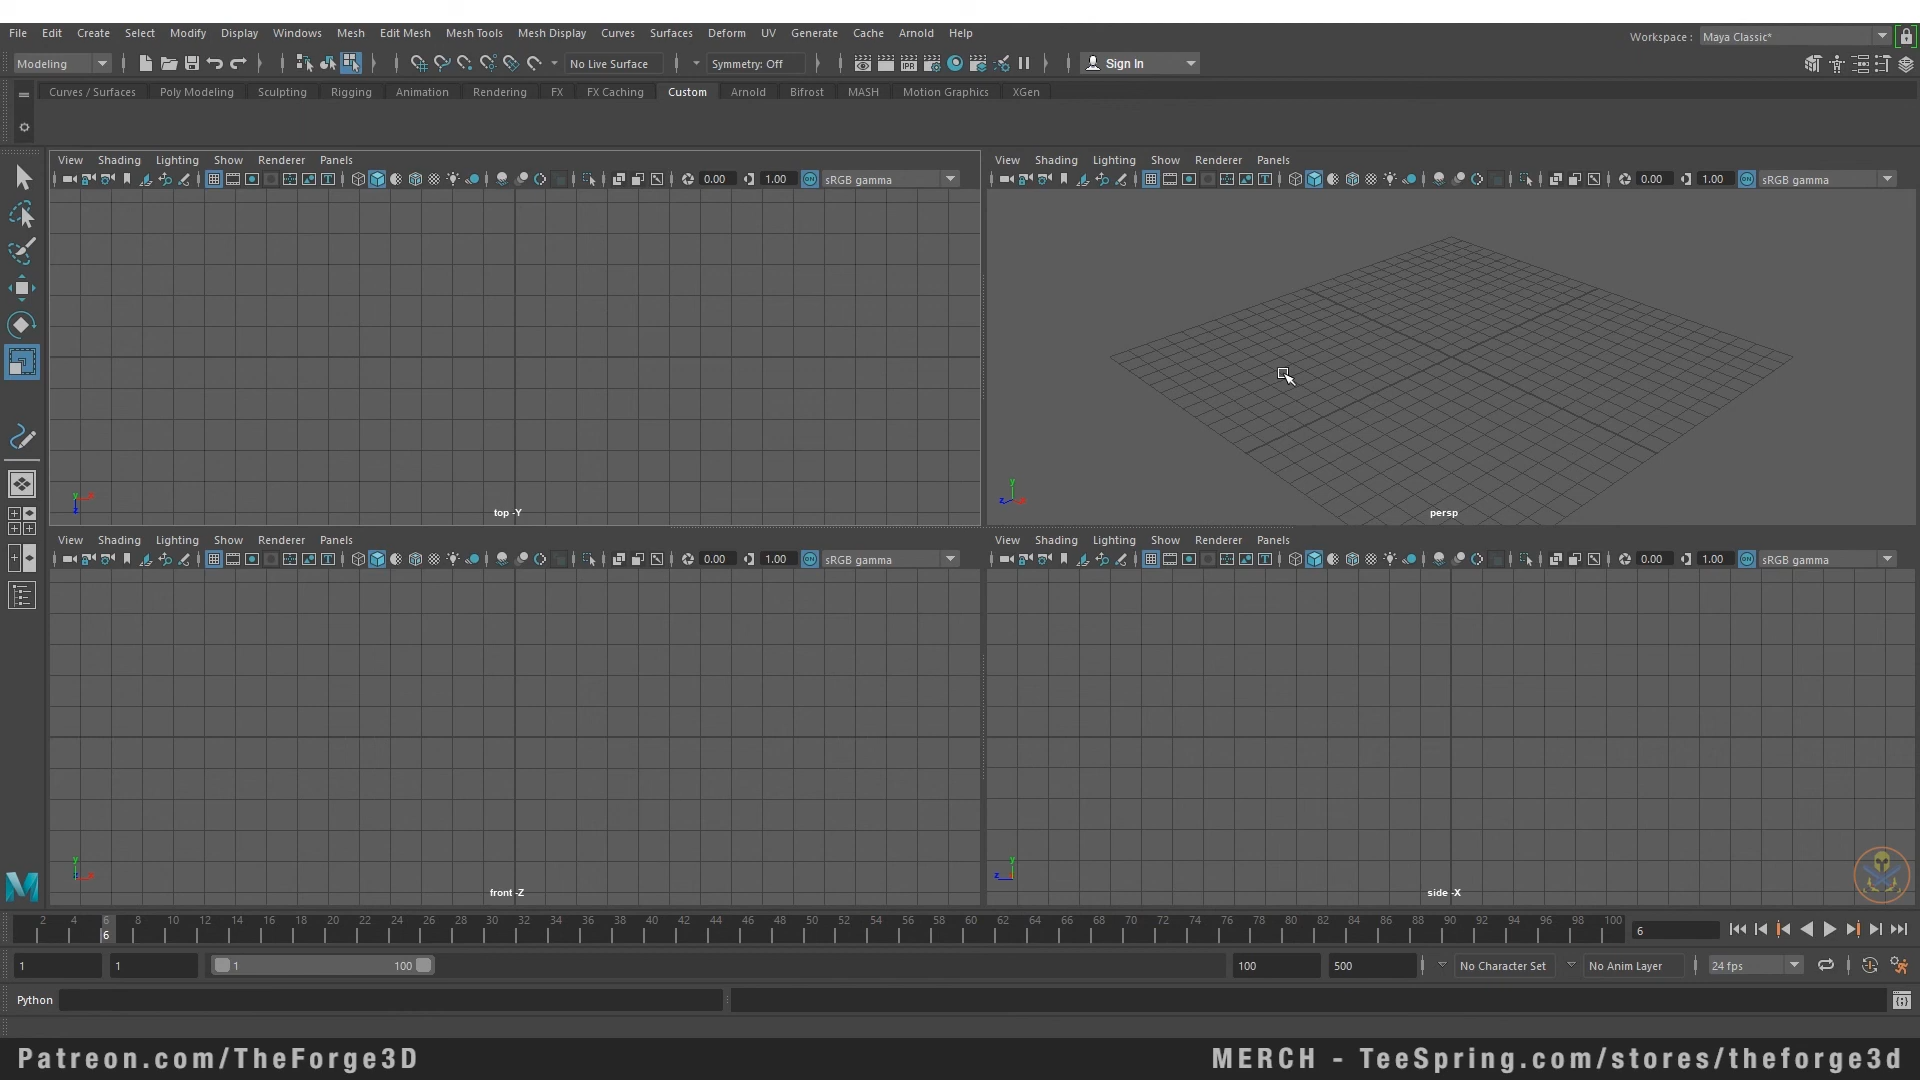 File Edit Create Select Modify Display Windows Mesh Edit Mesh Mesh Tools Mesh Display Curves Surfaces Deform UV Generate Cache Arnold Help Workspace : Maya Classic*
Modeling No Live Surface Symmetry: Off Sign In
Curves / Surfaces Poly Modeling Sculpting Rigging Animation Rendering FX FX Caching Custom Arnold Bifrost MASH Motion Graphics XGen
View Shading Lighting Show Renderer Panels View Shading Lighting Show Renderer Panels
0.00 1.00 ON sRGB gamma 0.00 1.00 ON sRGB gamma
y y
z z
top -Y persp
View Shading Lighting Show Renderer Panels View Shading Lighting Show Renderer Panels
0.00 1.00 ON sRGB gamma 0.00 1.00 ON sRGB gamma
y y
z
front -Z side -X
2 4 6 8 10 12 14 16 18 20 22 24 26 28 30 32 34 36 38 40 42 44 46 48 50 52 54 56 58 60 62 64 66 68 70 72 74 76 78 80 82 84 86 88 90 92 94 96 98 100
6 6
1 1 1 100 100 500 No Character Set No Anim Layer 24 fps
Python
Patreon.com/TheForge3D MERCH - TeeSpring.com/stores/theforge3d